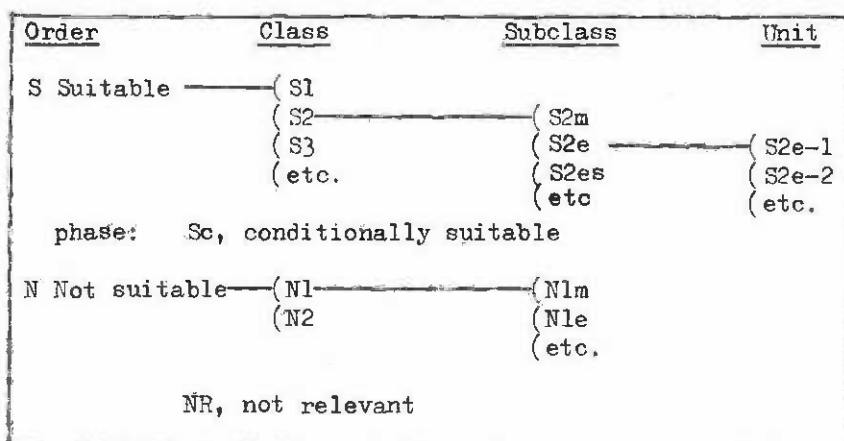 Order Class Subclass Unit
S Suitable (S1
(S2 (S2m
(S3 (S2e (S2e-1
(etc. (S2es (S2e-2
(etc (etc.
phase: Sc, conditionally suitable
N Not suitable (N1 (N1m
(N2 (N1e
(etc.
NR, not relevant